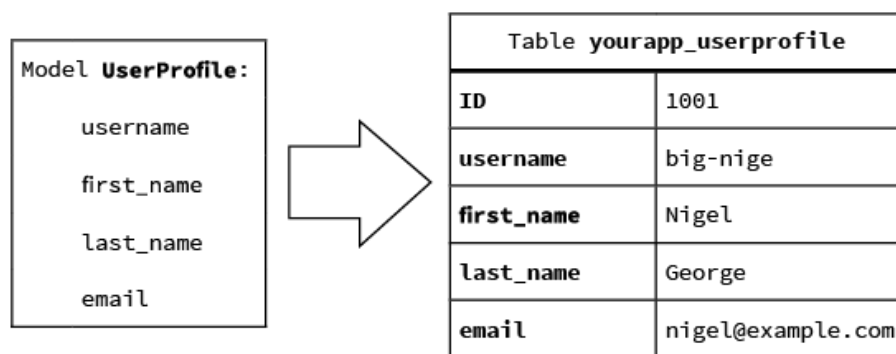 Model UserProfile:
username
first_name
last_name
email
Table yourapp_userprofile
ID 1001
username big-nige
first_name Nigel
last_name George
email nigel@example.com